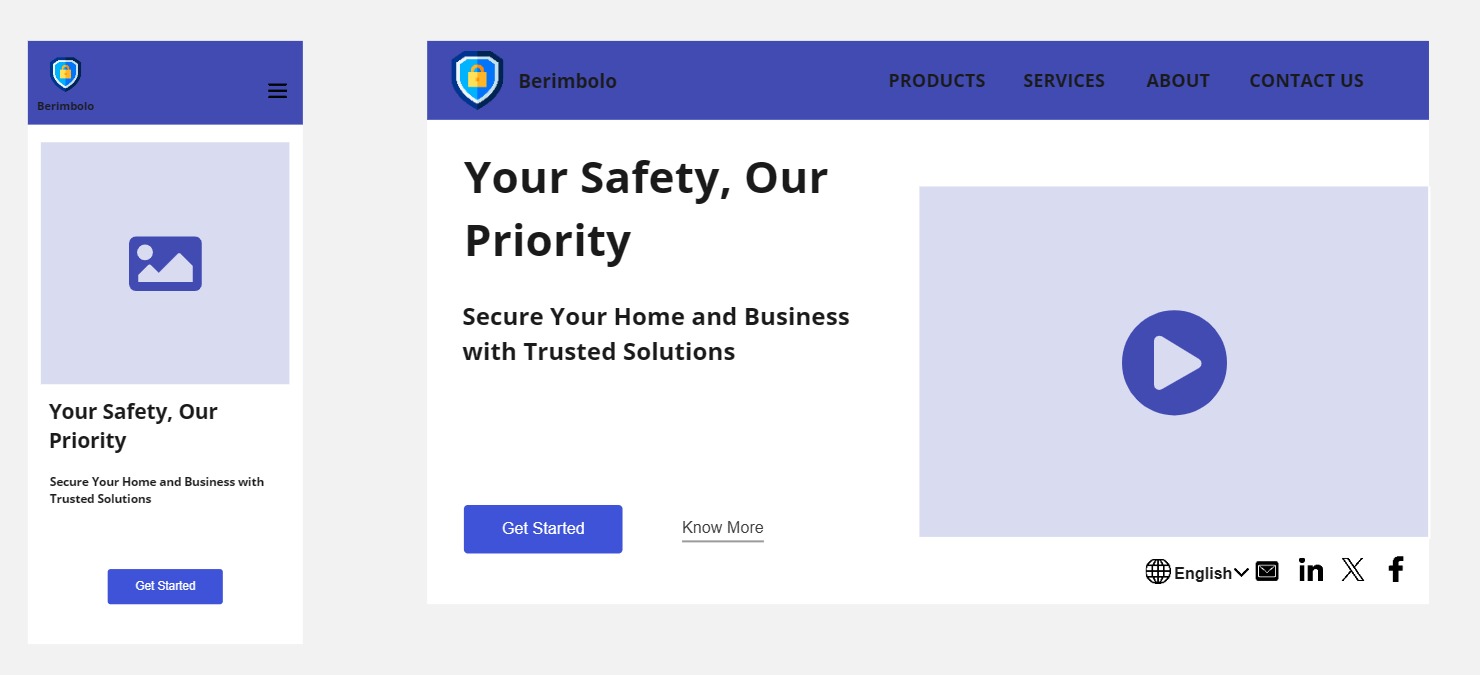 Berimbolo
Your Safety, Our
Priority
Secure Your Home and Business with
Trusted Solutions
Get Started
Berimbolo
PRODUCTS SERVICES ABOUT CONTACT US
Your Safety, Our
Priority
Secure Your Home and Business
with Trusted Solutions
Get Started Know More
English